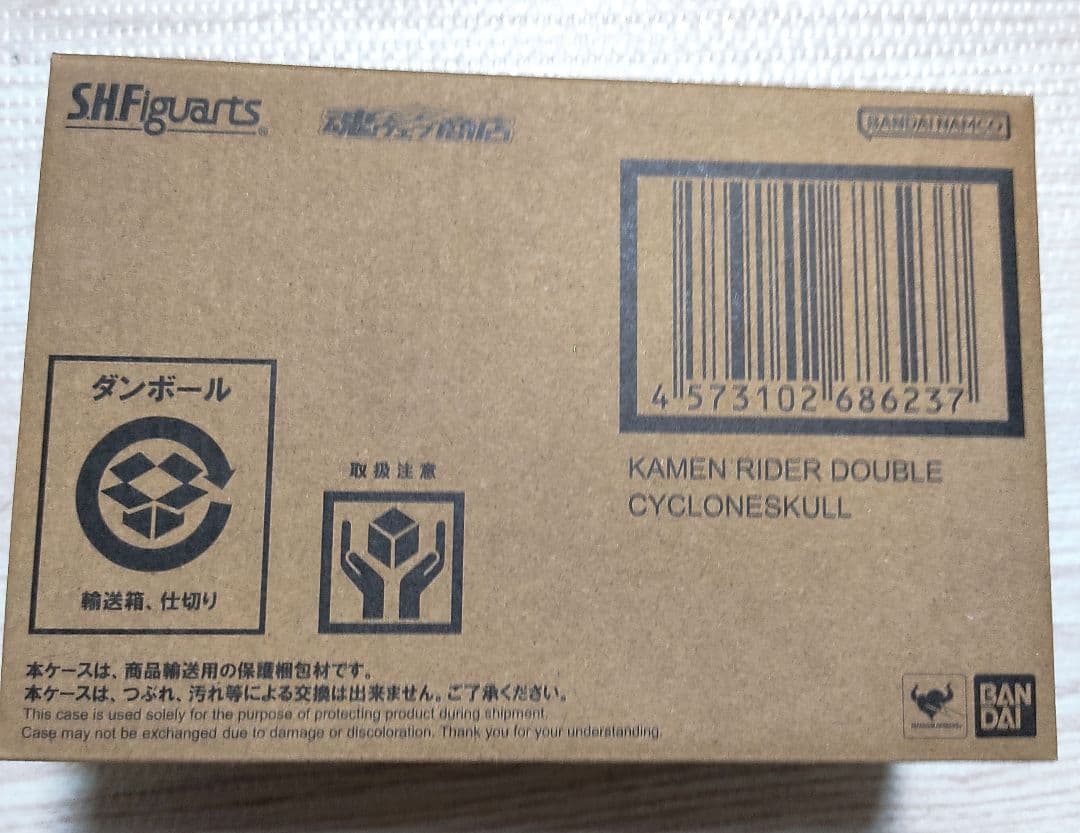 S.H.Figuarts
魂ウェブ商店
BANDAI NAMCO
4 573102 686237
KAMEN RIDER DOUBLE
CYCLONESKULL
ダンボール
輸送箱、仕切り
取扱注意
本ケースは、商品輸送用の保護梱包材です。
本ケースは、つぶれ、汚れ等による交換は出来ません。ご了承ください。
This case is used solely for the purpose of protecting product during shipment.
Case may not be exchanged due to damage or discoloration. Thank you for your understanding.
BAN
DAI